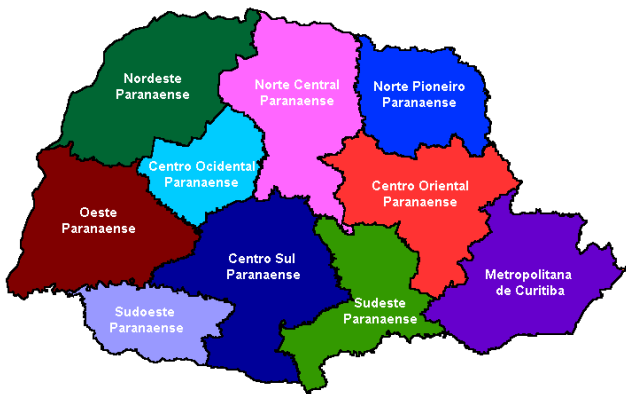 Nordeste
Paranaense
Norte Central
Paranaense
Norte Pioneiro
Paranaense
Centro Ocidental
Paranaense
Centro Oriental
Paranaense
Oeste
Paranaense
Centro Sul
Paranaense
Metropolitana
de Curitiba
Sudoeste
Paranaense
Sudeste
Paranaense